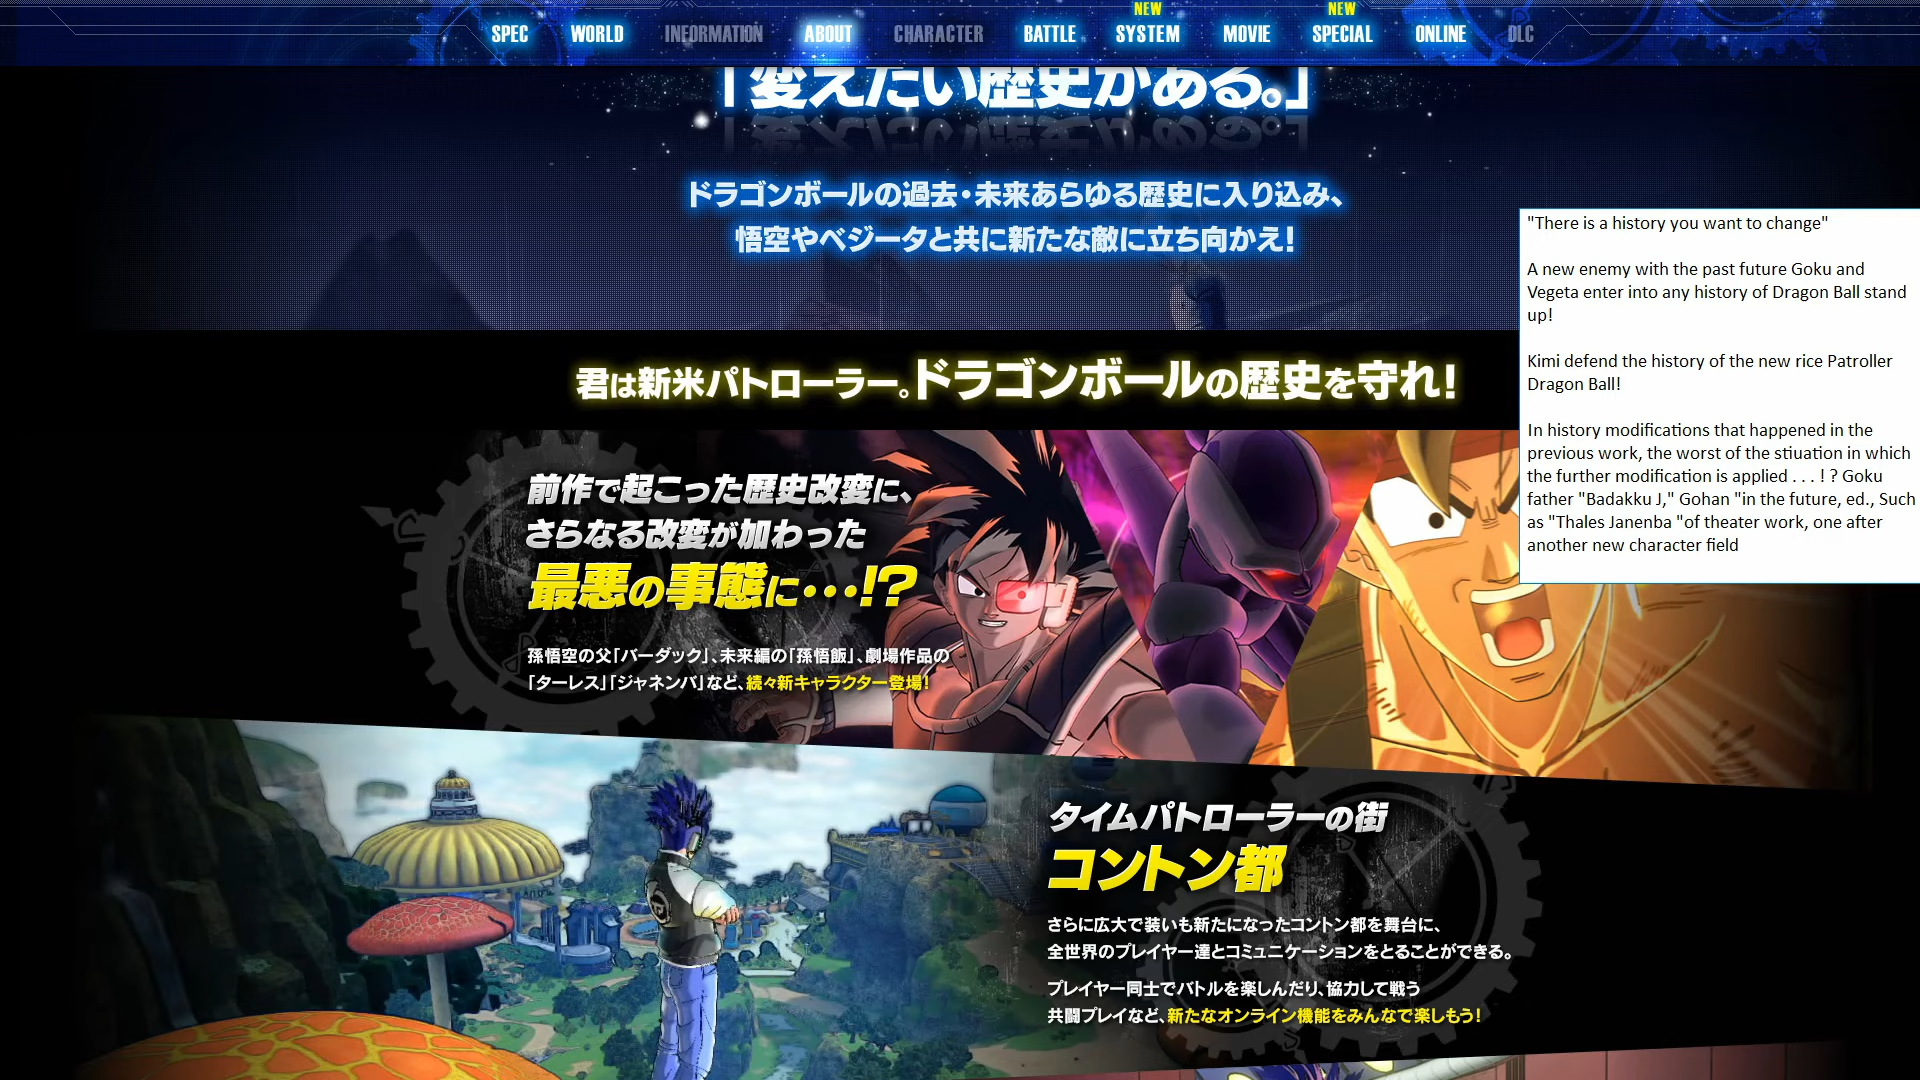 NEW
NEW
SPEC WORLD INFORMATION ABOUT CHARACTER BATTLE SYSTEM MOVIE SPECIAL ONLINE DLC
「変えたい歴史がある。」
ドラゴンボールの過去・未来あらゆる歴史に入り込み、
悟空やベジータと共に新たな敵に立ち向かえ!
君は新米パトローラー。ドラゴンボールの歴史を守れ!
前作で起こった歴史改変に、
さらなる改変が加わった
最悪の事態に・・・!?
孫悟空の父「バーダック」、未来編の「孫悟飯」、劇場作品の
「ターレス」「ジャネンバ」など、続々新キャラクター登場!
タイムパトローラーの街
コントン都
さらに広大で装いも新たになったコントン都を舞台に、
全世界のプレイヤー達とコミュニケーションをとることができる。
プレイヤー同士でバトルを楽しんだり、協力して戦う
共闘プレイなど、新たなオンライン機能をみんなで楽しもう!
"There is a history you want to change"
A new enemy with the past future Goku and
Vegeta enter into any history of Dragon Ball stand
up!
Kimi defend the history of the new rice Patroller
Dragon Ball!
In history modifications that happened in the
previous work, the worst of the stiuation in which
the further modification is applied . . . ! ? Goku
father "Badakku J," Gohan "in the future, ed., Such
as "Thales Janenba "of theater work, one after
another new character field